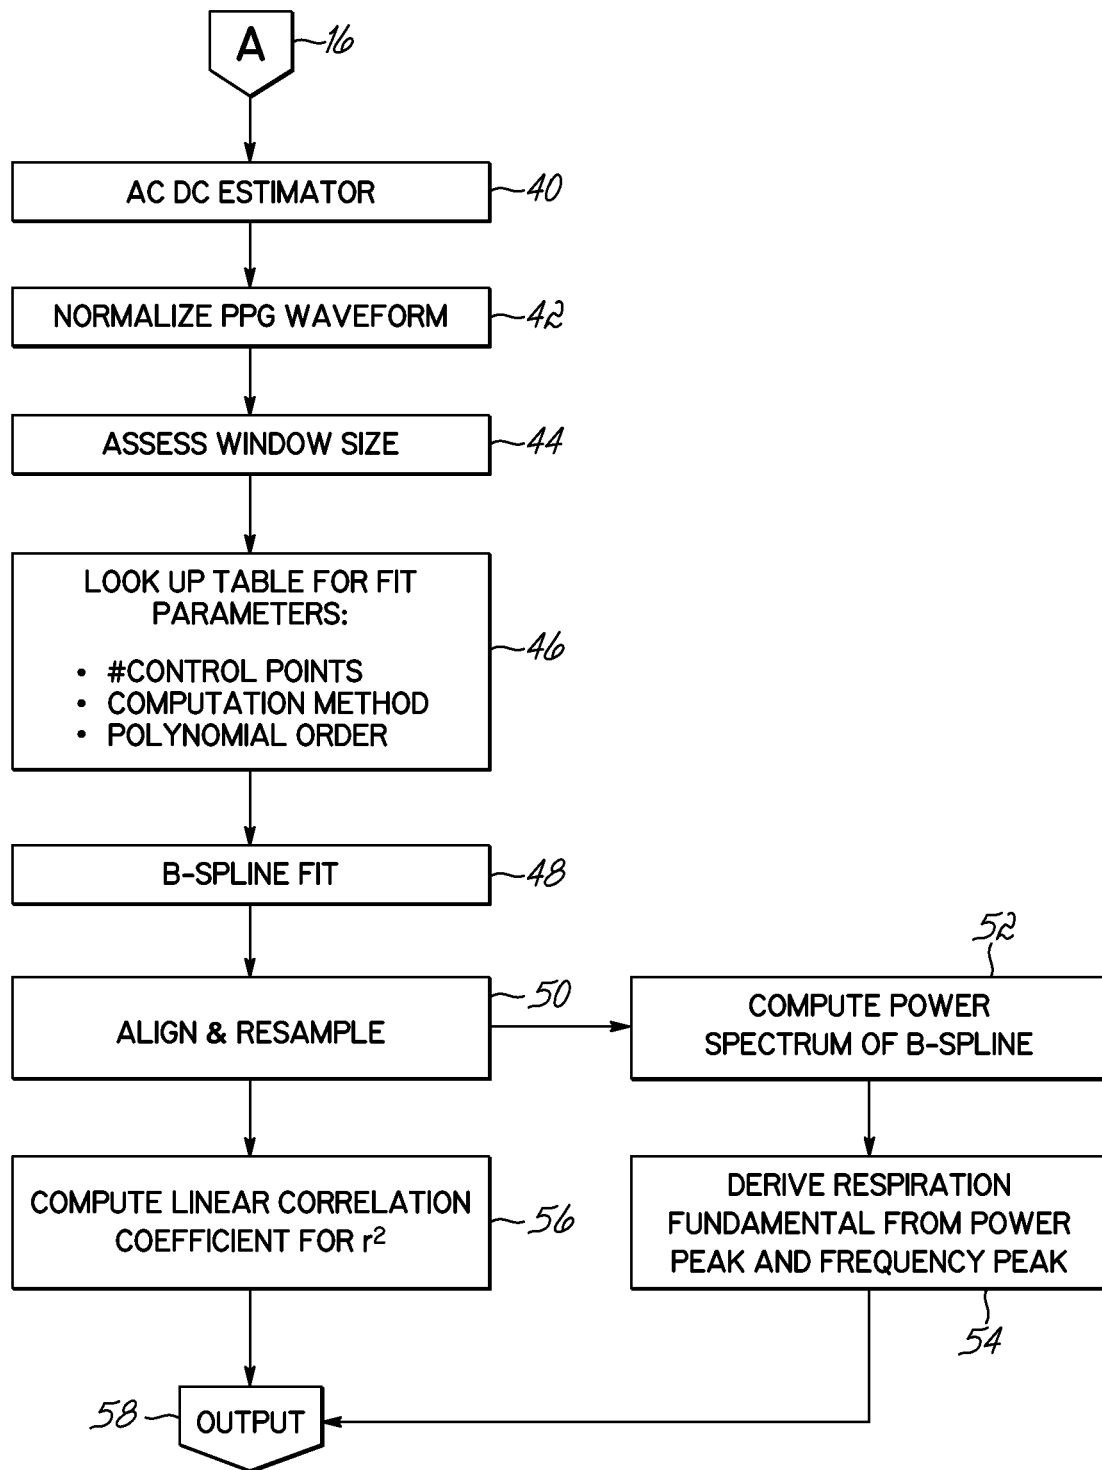 A
16
AC DC ESTIMATOR
40
NORMALIZE PPG WAVEFORM
42
ASSESS WINDOW SIZE
44
LOOK UP TABLE FOR FIT
PARAMETERS:
• #CONTROL POINTS
• COMPUTATION METHOD
• POLYNOMIAL ORDER
46
B-SPLINE FIT
48
ALIGN & RESAMPLE
50
52
COMPUTE POWER
SPECTRUM OF B-SPLINE
COMPUTE LINEAR CORRELATION
COEFFICIENT FOR r²
56
DERIVE RESPIRATION
FUNDAMENTAL FROM POWER
PEAK AND FREQUENCY PEAK
54
58
OUTPUT